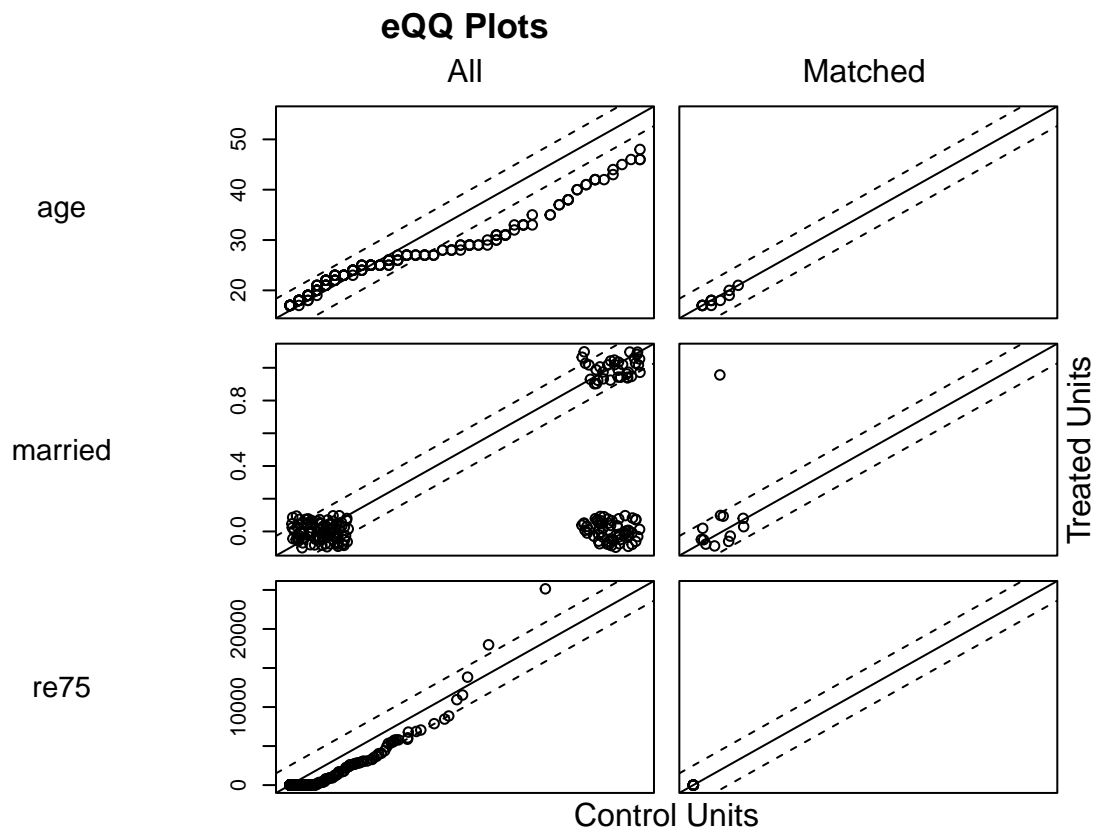 eQQ Plots
All
Matched
age
20
30
40
50
married
0.0
0.4
0.8
Treated Units
re75
0
10000
20000
Control Units